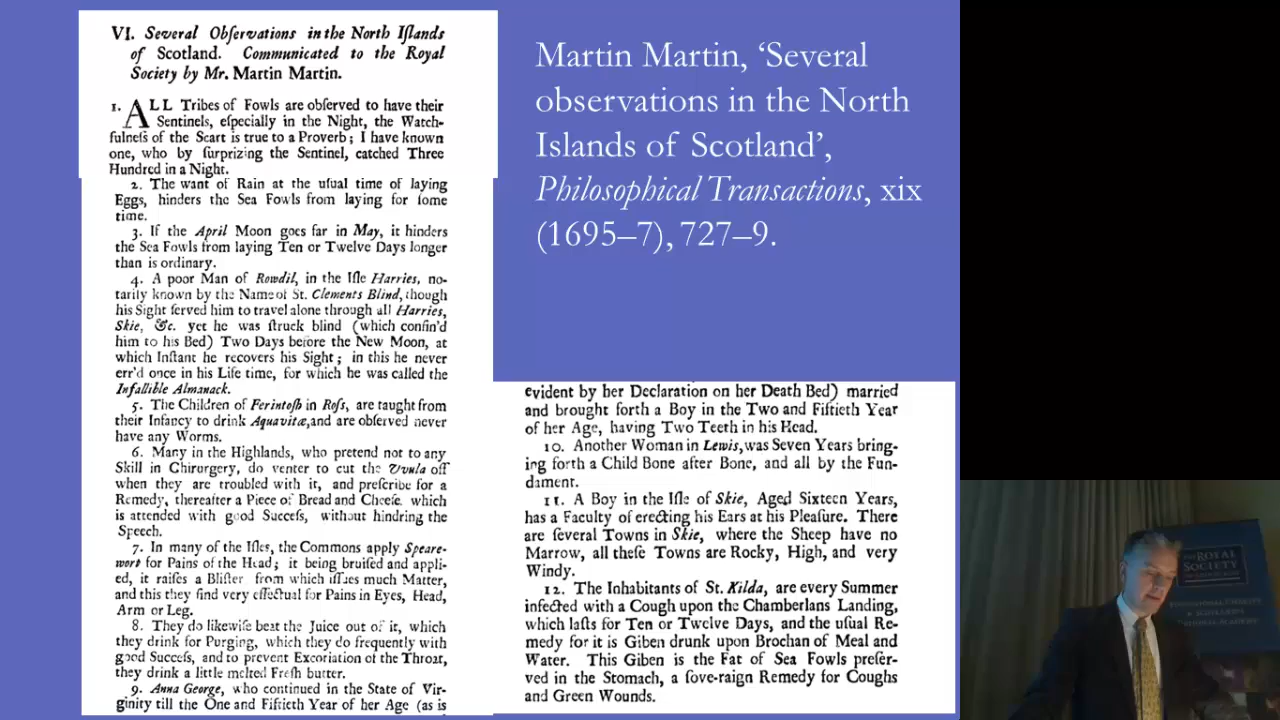 VI. Several Obſervations in the North Iſlands
of Scotland. Communicated to the Royal
Society by Mr. Martin Martin.
1. ALL Tribes of Fowls are obſerved to have their
Sentinels, eſpecially in the Night, the Watch-
fulneſs of the Scart is true to a Proverb; I have known
one, who by ſurprizing the Sentinel, catched Three
Hundred in a Night.
2. The want of Rain at the uſual time of laying
Eggs, hinders the Sea Fowls from laying for ſome
time.
3. If the April Moon goes far in May, it hinders
the Sea Fowls from laying Ten or Twelve Days longer
than is ordinary.
4. A poor Man of Rowdil, in the Iſle Harries, no-
tarily known by the Name of St. Clements Blind, though
his Sight ſerved him to travel alone through all Harries,
Skie, &c. yet he was ſtruck blind (which confin'd
him to his Bed) Two Days before the New Moon, at
which Inſtant he recovers his Sight; in this he never
err'd once in his Life time, for which he was called the
Infallible Almanack.
5. The Children of Ferintoſh in Roſs, are taught from
their Infancy to drink Aquavitæ, and are obſerved never
have any Worms.
6. Many in the Highlands, who pretend not to any
Skill in Chirurgery, do venter to cut the Uvula off
when they are troubled with it, and preſcribe for a
Remedy, thereafter a Piece of Bread and Cheeſe, which
is attended with good Succeſs, without hindring the
Speech.
7. In many of the Iſles, the Commons apply Speare-
wort for Pains of the Head; it being bruiſed and appli-
ed, it raiſes a Bliſter from which iſſues much Matter,
and this they find very effectual for Pains in Eyes, Head,
Arm or Leg.
8. They do likewiſe beat the Juice out of it, which
they drink for Purging, which they do frequently with
good Succeſs, and to prevent Excoriation of the Throat,
they drink a little melted Freſh butter.
9. Anna George, who continued in the State of Vir-
ginity till the One and Fiftieth Year of her Age (as is
Martin Martin, ‘Several
observations in the North
Islands of Scotland’,
Philosophical Transactions, xix
(1695–7), 727–9.
evident by her Declaration on her Death Bed) married
and brought forth a Boy in the Two and Fiftieth Year
of her Age, having Two Teeth in his Head.
10. Another Woman in Lewis, was Seven Years bring-
ing forth a Child Bone after Bone, and all by the Fun-
dament.
11. A Boy in the Iſle of Skie, Aged Sixteen Years,
has a Faculty of erecting his Ears at his Pleaſure. There
are ſeveral Towns in Skie, where the Sheep have no
Marrow, all theſe Towns are Rocky, High, and very
Windy.
12. The Inhabitants of St. Kilda, are every Summer
infected with a Cough upon the Chamberlans Landing,
which laſts for Ten or Twelve Days, and the uſual Re-
medy for it is Giben drunk upon Brochan of Meal and
Water. This Giben is the Fat of Sea Fowls preſer-
ved in the Stomach, a ſove-raign Remedy for Coughs
and Green Wounds.
ROYAL
SOCIETY